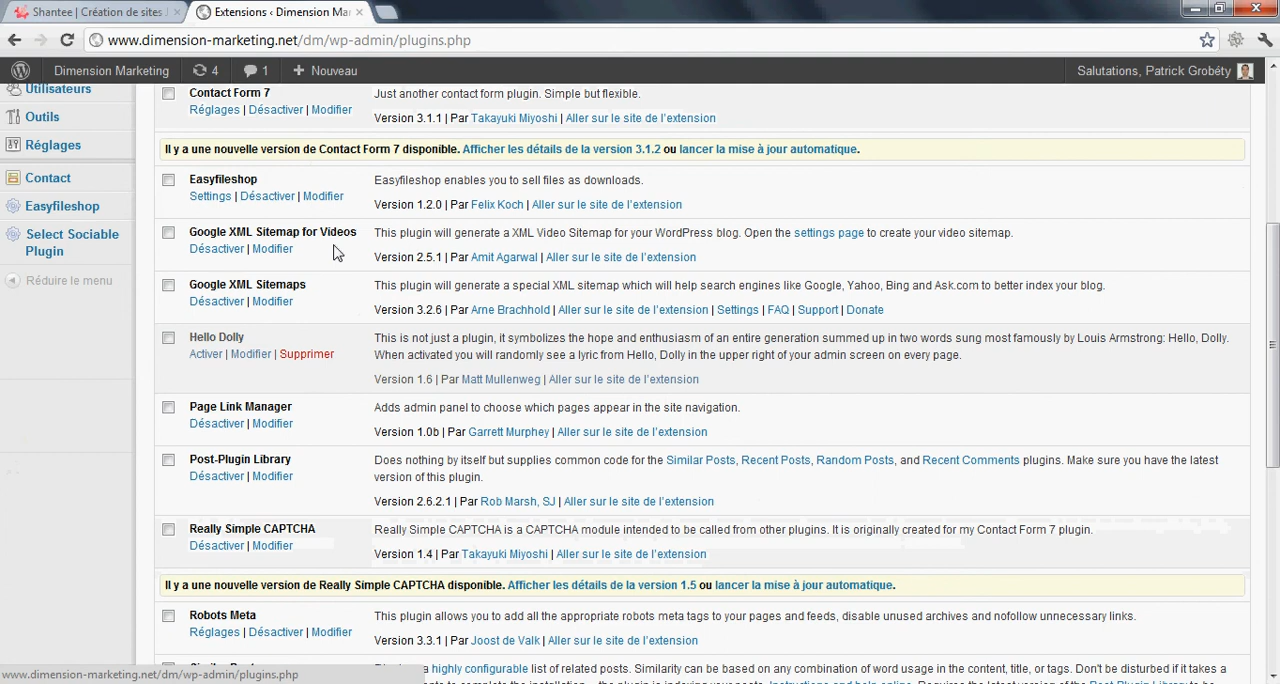 Shantee | Création de sites
Extensions ‹ Dimension Ma
www.dimension-marketing.net/dm/wp-admin/plugins.php
Dimension Marketing 4 1 + Nouveau Salutations, Patrick Grobéty
Utilisateurs
Outils
Réglages
Contact
Easyfileshop
Select Sociable
Plugin
Réduire le menu
Contact Form 7 Just another contact form plugin. Simple but flexible.
Réglages | Désactiver | Modifier
Version 3.1.1 | Par Takayuki Miyoshi | Aller sur le site de l'extension
Il y a une nouvelle version de Contact Form 7 disponible. Afficher les détails de la version 3.1.2 ou lancer la mise à jour automatique.
Easyfileshop Easyfileshop enables you to sell files as downloads.
Settings | Désactiver | Modifier
Version 1.2.0 | Par Felix Koch | Aller sur le site de l'extension
Google XML Sitemap for Videos This plugin will generate a XML Video Sitemap for your WordPress blog. Open the settings page to create your video sitemap.
Désactiver | Modifier
Version 2.5.1 | Par Amit Agarwal | Aller sur le site de l'extension
Google XML Sitemaps This plugin will generate a special XML sitemap which will help search engines like Google, Yahoo, Bing and Ask.com to better index your blog.
Désactiver | Modifier
Version 3.2.6 | Par Arne Brachhold | Aller sur le site de l'extension | Settings | FAQ | Support | Donate
Hello Dolly This is not just a plugin, it symbolizes the hope and enthusiasm of an entire generation summed up in two words sung most famously by Louis Armstrong: Hello, Dolly.
Activer | Modifier | Supprimer When activated you will randomly see a lyric from Hello, Dolly in the upper right of your admin screen on every page.
Version 1.6 | Par Matt Mullenweg | Aller sur le site de l'extension
Page Link Manager Adds admin panel to choose which pages appear in the site navigation.
Désactiver | Modifier
Version 1.0b | Par Garrett Murphey | Aller sur le site de l'extension
Post-Plugin Library Does nothing by itself but supplies common code for the Similar Posts, Recent Posts, Random Posts, and Recent Comments plugins. Make sure you have the latest
Désactiver | Modifier version of this plugin.
Version 2.6.2.1 | Par Rob Marsh, SJ | Aller sur le site de l'extension
Really Simple CAPTCHA Really Simple CAPTCHA is a CAPTCHA module intended to be called from other plugins. It is originally created for my Contact Form 7 plugin.
Désactiver | Modifier
Version 1.4 | Par Takayuki Miyoshi | Aller sur le site de l'extension
Il y a une nouvelle version de Really Simple CAPTCHA disponible. Afficher les détails de la version 1.5 ou lancer la mise à jour automatique.
Robots Meta This plugin allows you to add all the appropriate robots meta tags to your pages and feeds, disable unused archives and nofollow unnecessary links.
Réglages | Désactiver | Modifier
Version 3.3.1 | Par Joost de Valk | Aller sur le site de l'extension
highly configurable list of related posts. Similarity can be based on any combination of word usage in the content, title, or tags. Don't be disturbed if it takes a
www.dimension-marketing.net/dm/wp-admin/plugins.php